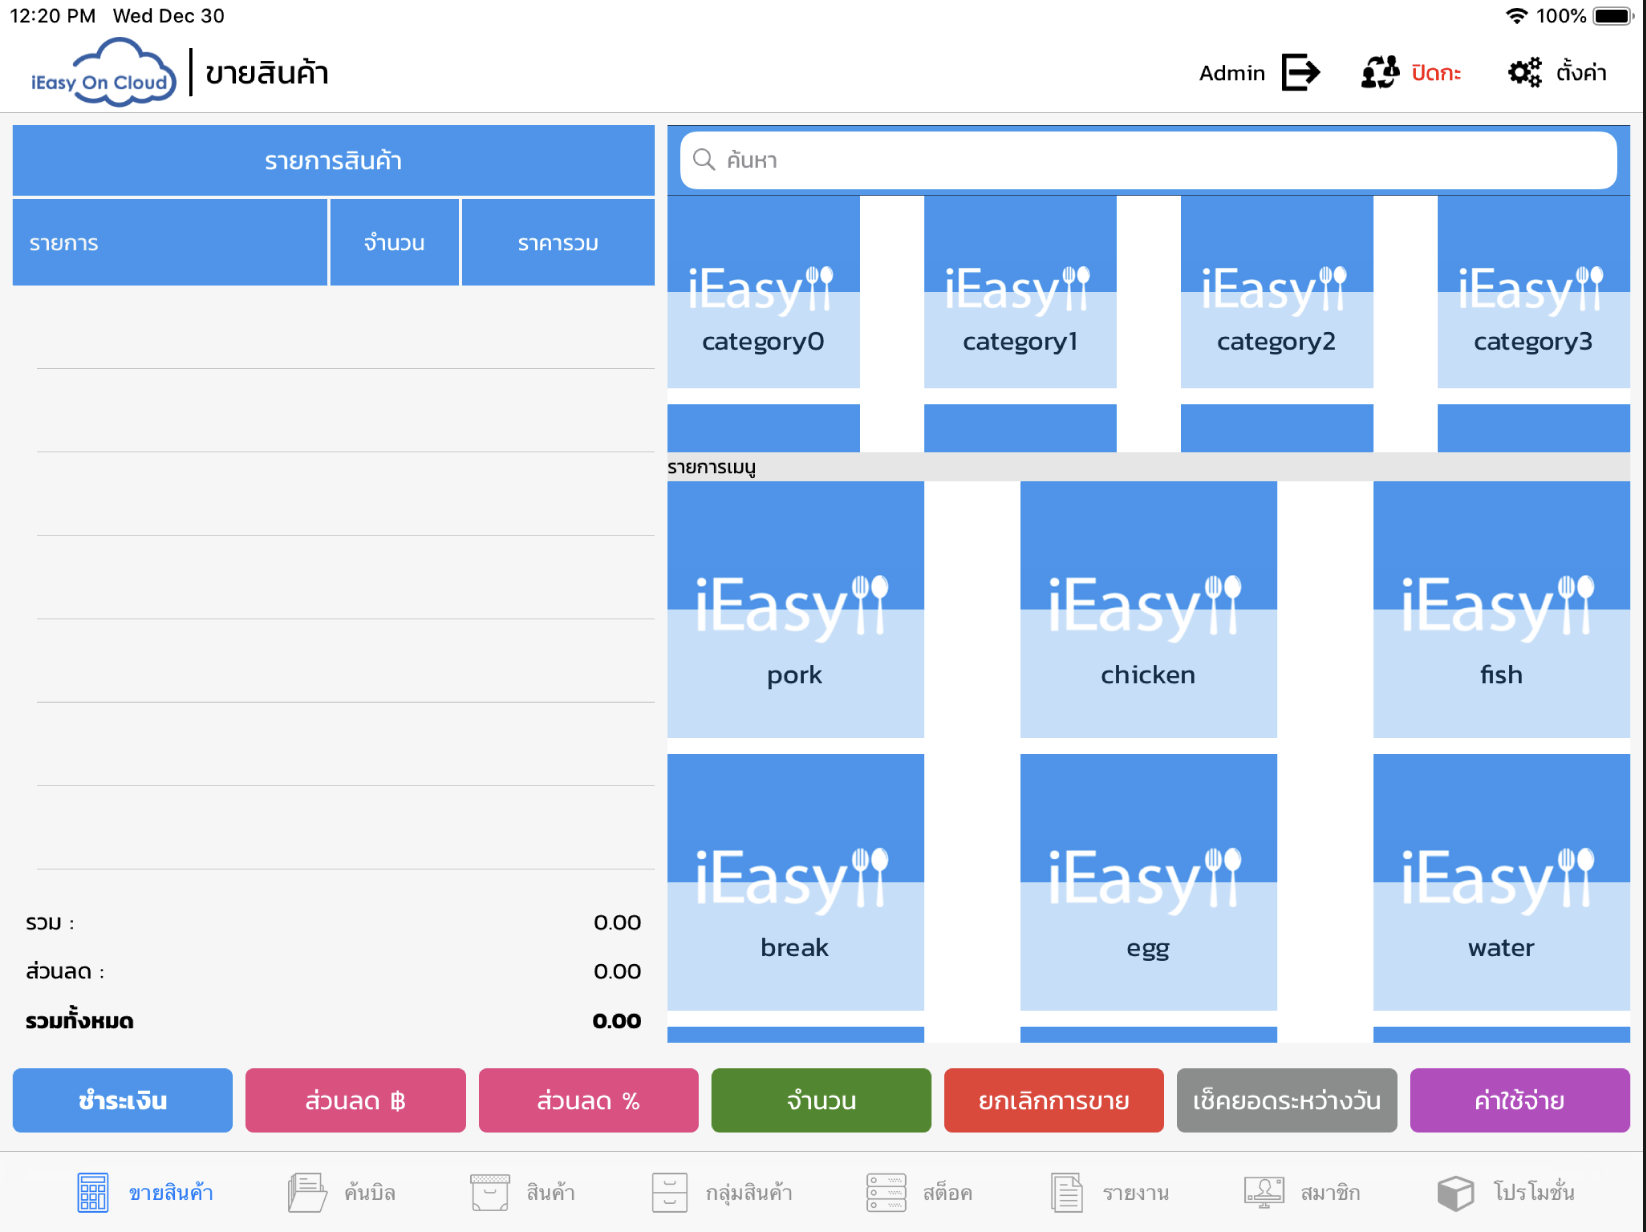 12:20 PM Wed Dec 30 100%
iEasy On Cloud ขายสินค้า Admin ปิดกะ ตั้งค่า
รายการสินค้า
รายการ จำนวน ราคารวม
รวม : 0.00
ส่วนลด : 0.00
รวมทั้งหมด 0.00
ค้นหา
iEasy iEasy iEasy iEasy
category0 category1 category2 category3
รายการเมนู
iEasy iEasy iEasy
pork chicken fish
iEasy iEasy iEasy
break egg water
ชำระเงิน ส่วนลด ฿ ส่วนลด % จำนวน ยกเลิกการขาย เช็คยอดระหว่างวัน ค่าใช้จ่าย
ขายสินค้า ค้นบิล สินค้า กลุ่มสินค้า สต็อค รายงาน สมาชิก โปรโมชั่น